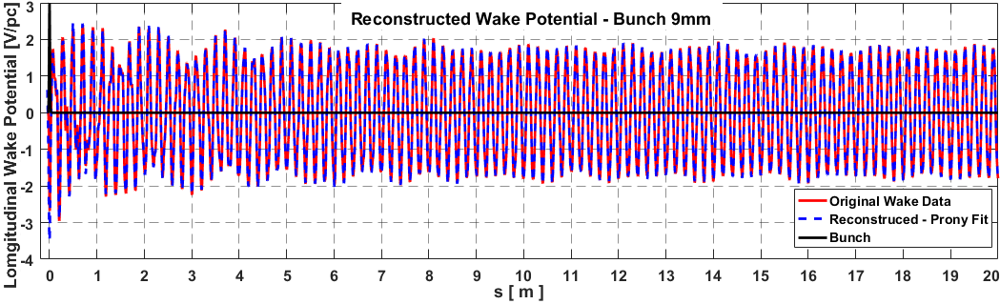 Reconstructed Wake Potential - Bunch 9mm
Lomgitudinal Wake Potential [V/pc]
3
2
1
0
-1
-2
-3
-4
0 1 2 3 4 5 6 7 8 9 10 11 12 13 14 15 16 17 18 19 20
s [ m ]
Original Wake Data
Reconstruced - Prony Fit
Bunch